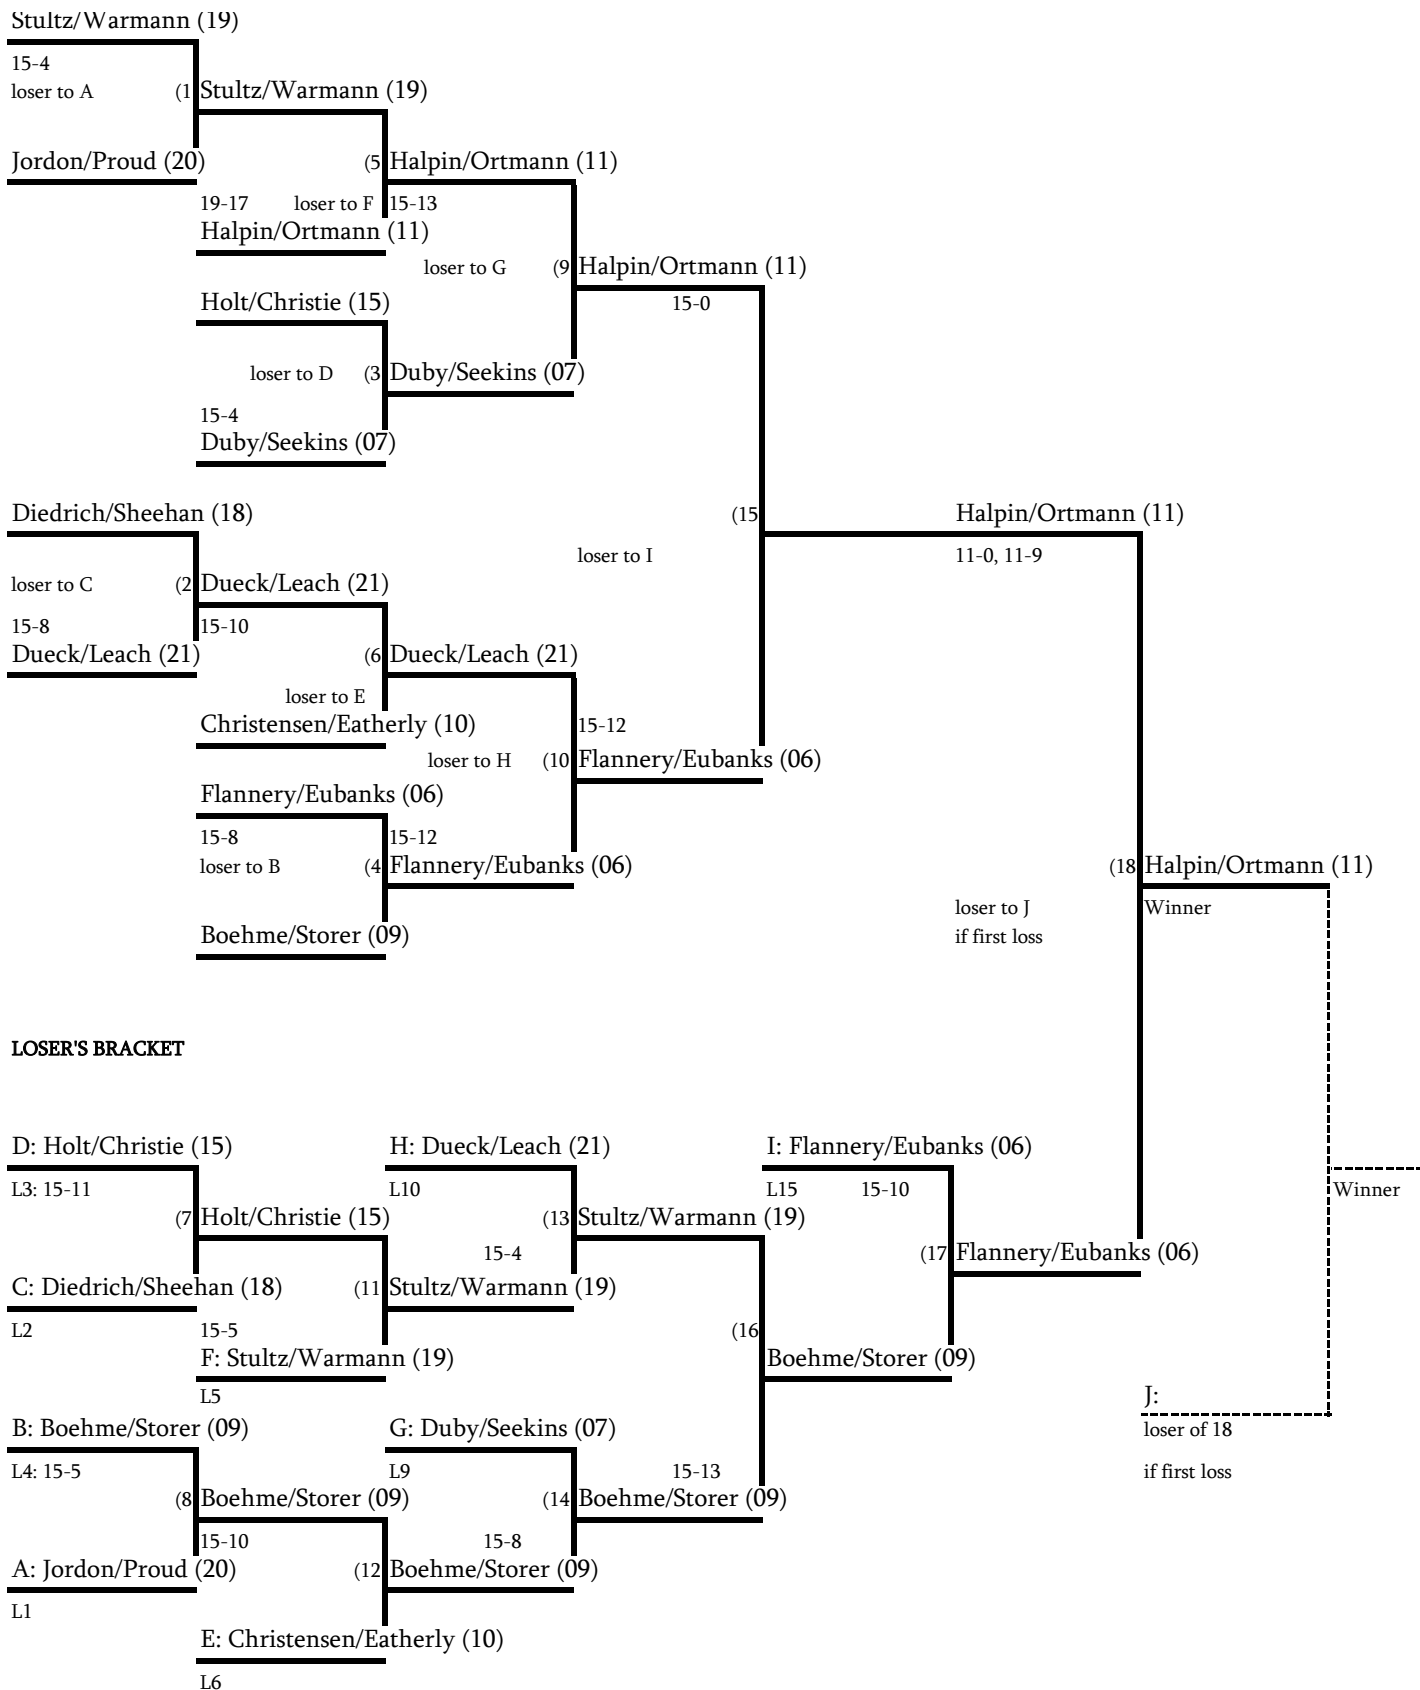 Stultz/Warmann (19)
15-4
loser to A (1 Stultz/Warmann (19)
Jordon/Proud (20) (5 Halpin/Ortmann (11)
19-17 loser to F 15-13
Halpin/Ortmann (11)
loser to G (9 Halpin/Ortmann (11)
Holt/Christie (15) 15-0
loser to D (3 Duby/Seekins (07)
15-4
Duby/Seekins (07)
Diedrich/Sheehan (18) (15 Halpin/Ortmann (11)
loser to I 11-0, 11-9
loser to C (2 Dueck/Leach (21)
15-8 15-10
Dueck/Leach (21) (6 Dueck/Leach (21)
loser to E
Christensen/Eatherly (10) 15-12
loser to H (10 Flannery/Eubanks (06)
Flannery/Eubanks (06)
15-8 15-12
loser to B (4 Flannery/Eubanks (06) (18 Halpin/Ortmann (11)
loser to J Winner
Boehme/Storer (09) if first loss
LOSER'S BRACKET
D: Holt/Christie (15) H: Dueck/Leach (21) I: Flannery/Eubanks (06)
L3: 15-11 L10 L15 15-10 Winner
(7 Holt/Christie (15) (13 Stultz/Warmann (19)
15-4 (17 Flannery/Eubanks (06)
C: Diedrich/Sheehan (18) (11 Stultz/Warmann (19)
L2 15-5 (16
F: Stultz/Warmann (19) Boehme/Storer (09)
L5 J:
B: Boehme/Storer (09) G: Duby/Seekins (07) loser of 18
L4: 15-5 L9 15-13 if first loss
(8 Boehme/Storer (09) (14 Boehme/Storer (09)
15-10 15-8
A: Jordon/Proud (20) (12 Boehme/Storer (09)
L1
E: Christensen/Eatherly (10)
L6